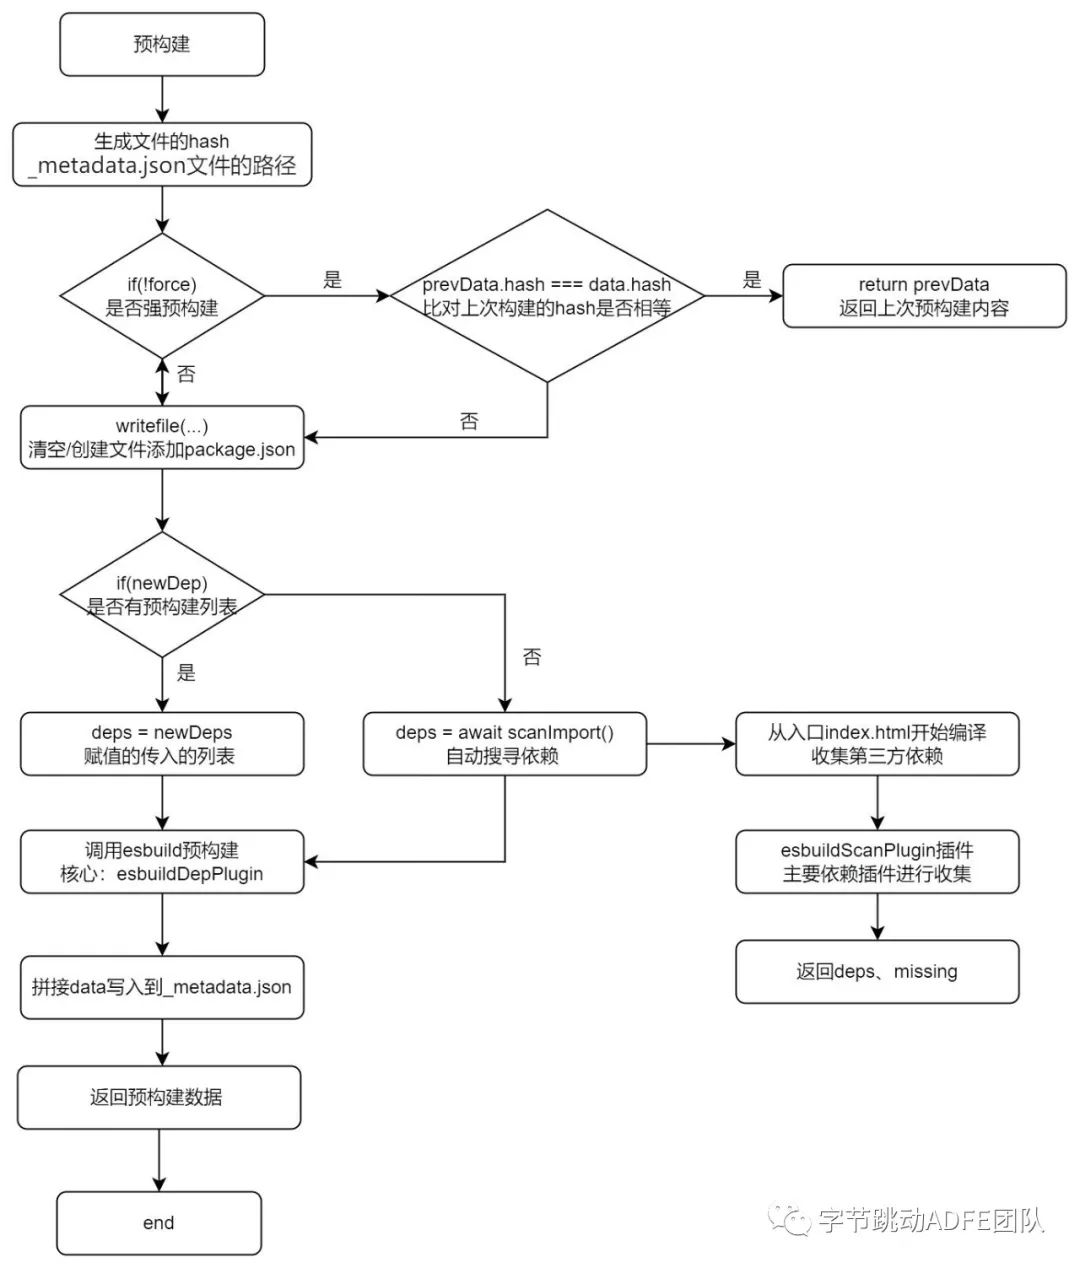 预构建
生成文件的hash
_metadata.json文件的路径
if(!force)
是否强预构建
是
prevData.hash === data.hash
比对上次构建的hash是否相等
是
return prevData
返回上次预构建内容
否
否
writefile(...)
清空/创建文件添加package.json
if(newDep)
是否有预构建列表
否
是
deps = newDeps
赋值的传入的列表
deps = await scanImport()
自动搜寻依赖
从入口index.html开始编译
收集第三方依赖
调用esbuild预构建
核心：esbuildDepPlugin
esbuildScanPlugin插件
主要依赖插件进行收集
拼接data写入到_metadata.json
返回deps、missing
返回预构建数据
end
字节跳动ADFE团队